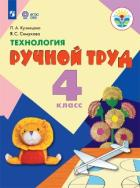 Л.А. Кузнецова
Я.С. Симукова
ТЕХНОЛОГИЯ
РУЧНОЙ ТРУД
4
КЛАСС